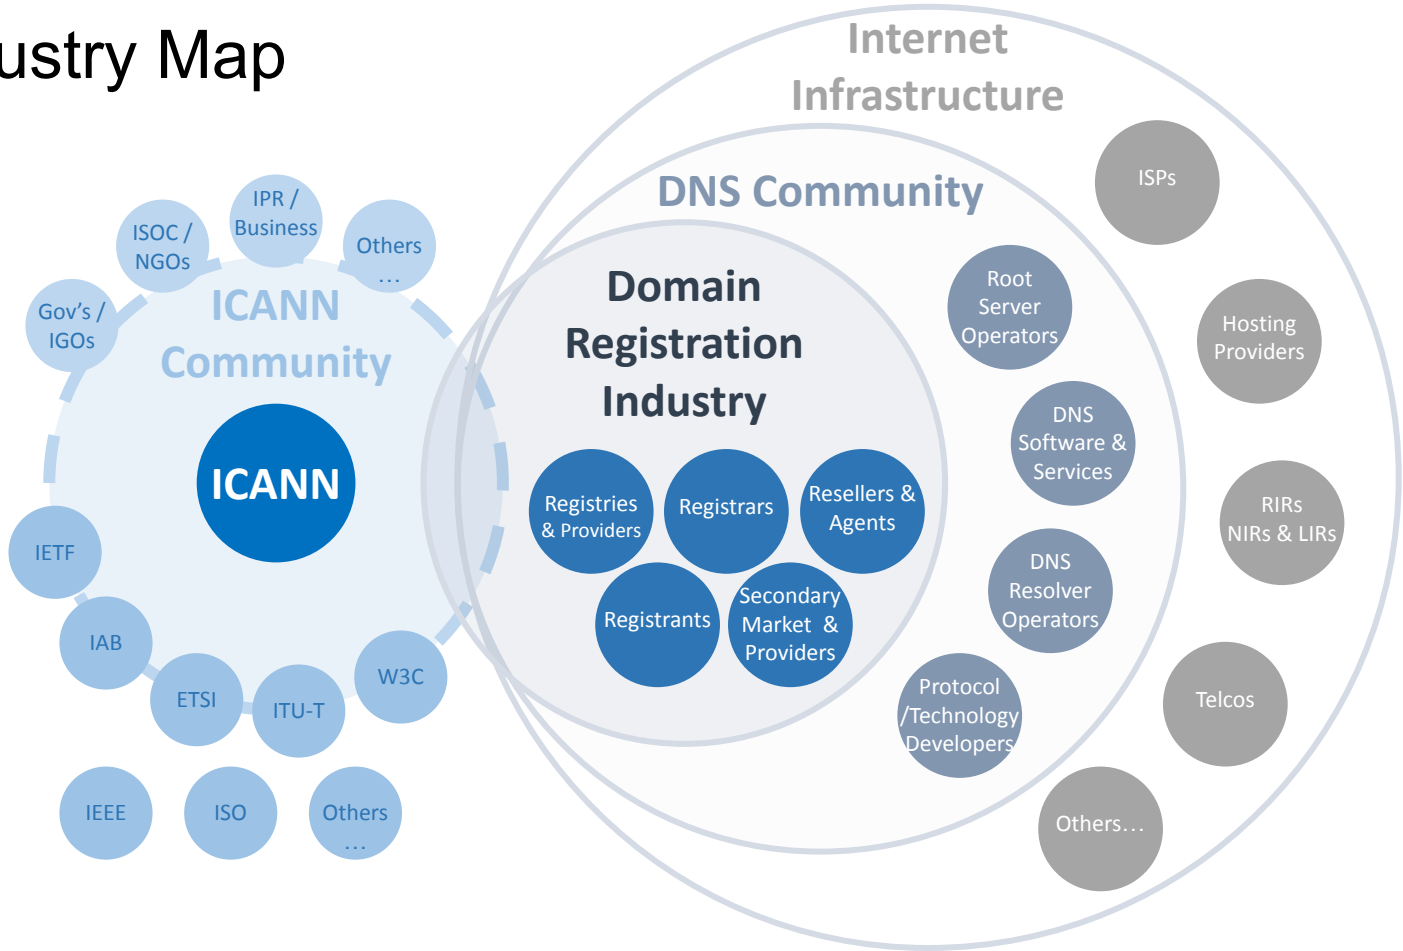 ustry Map
Internet
Infrastructure
DNS Community
Domain
Registration
Industry
ICANN
Community
ICANN
IPR /
Business
ISOC /
NGOs
Others
…
Gov's /
IGOs
IETF
IAB
ETSI
ITU-T
W3C
IEEE
ISO
Others
…
Registries
& Providers
Registrars
Resellers &
Agents
Registrants
Secondary
Market &
Providers
Root
Server
Operators
DNS
Software &
Services
DNS
Resolver
Operators
Protocol
/Technology
Developers
ISPs
Hosting
Providers
RIRs
NIRs & LIRs
Telcos
Others…